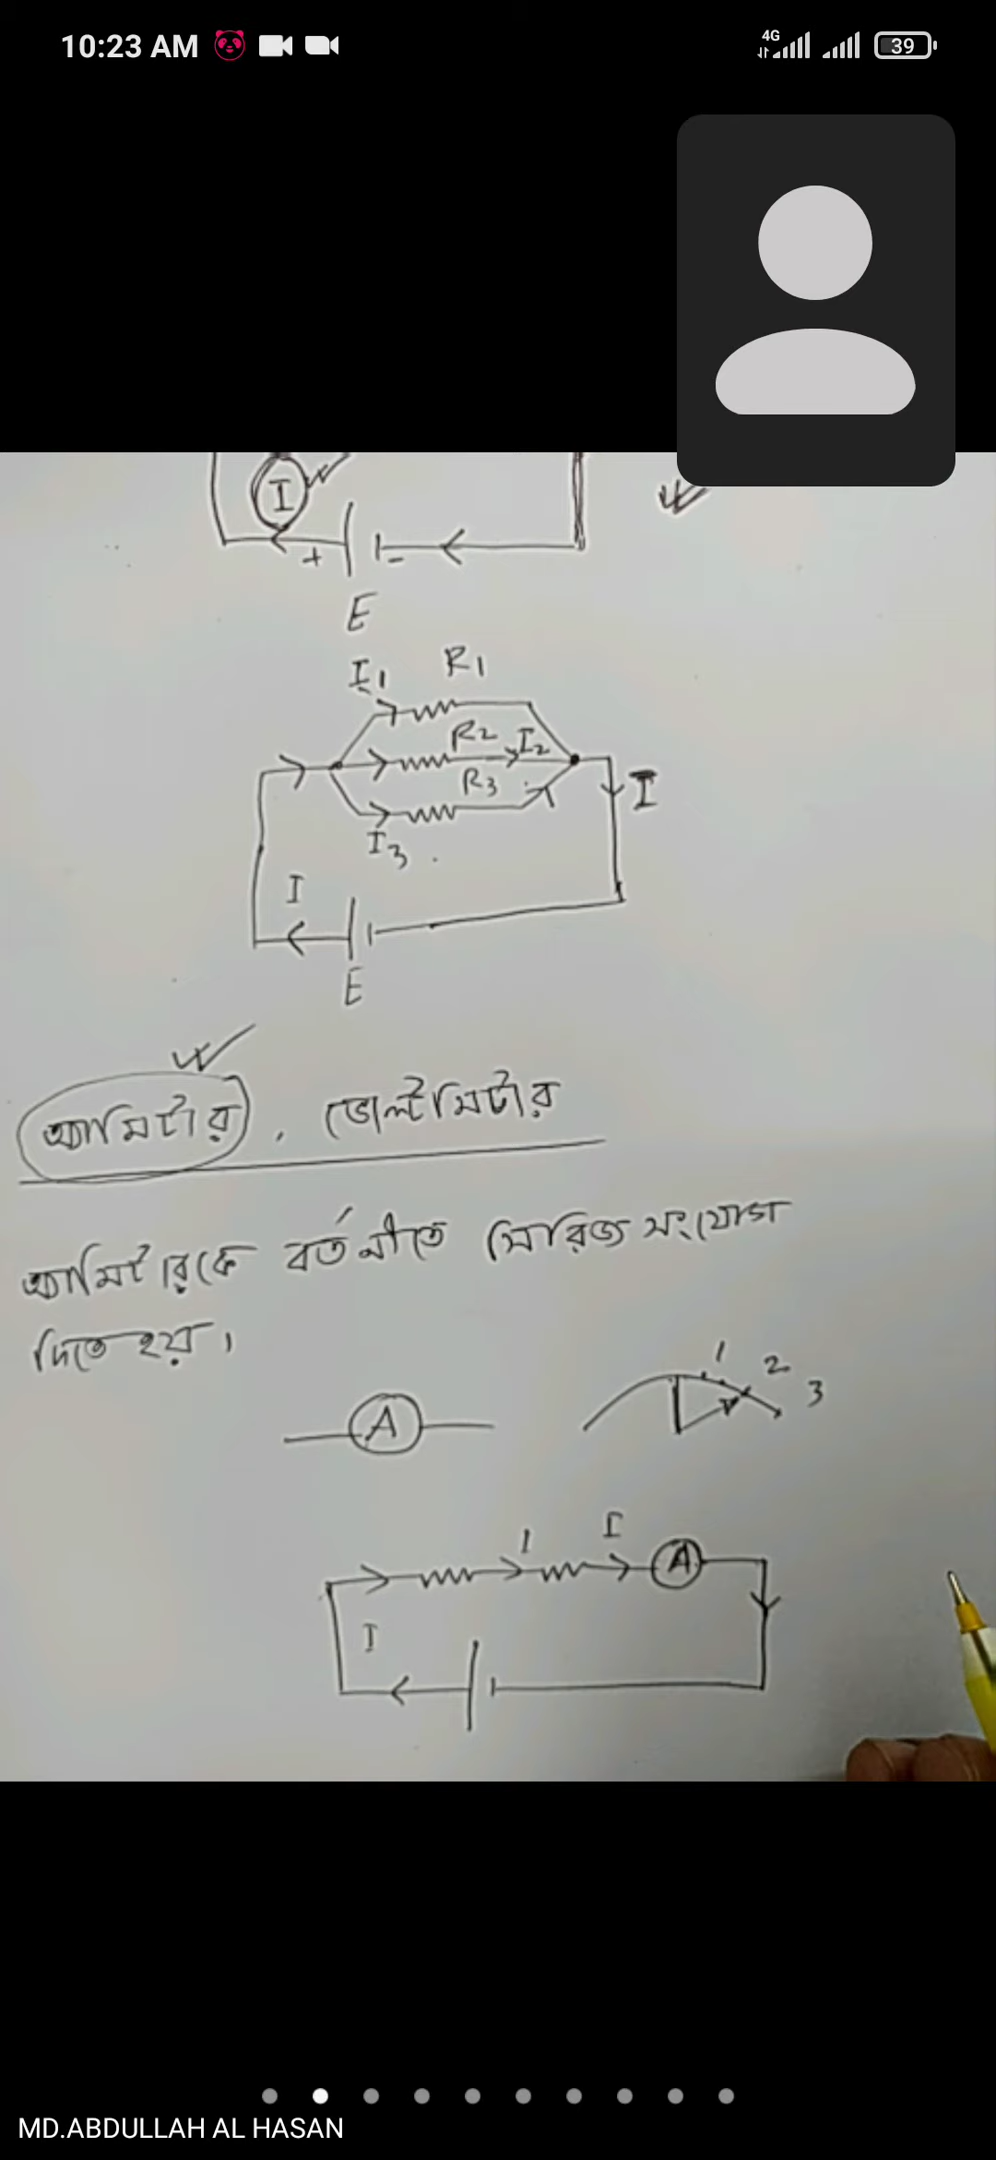 10:23 AM
4G
39
I
+ -
E
I₁ R₁
R₂ I₂
R₃
I
I₃
I
E
অ্যামিটার, ভোল্টমিটার
অ্যামিটারকে বর্তনীতে সিরিজ সংযোগ
দিতে হয়।
1 2 3
A
I I
A
I
MD.ABDULLAH AL HASAN